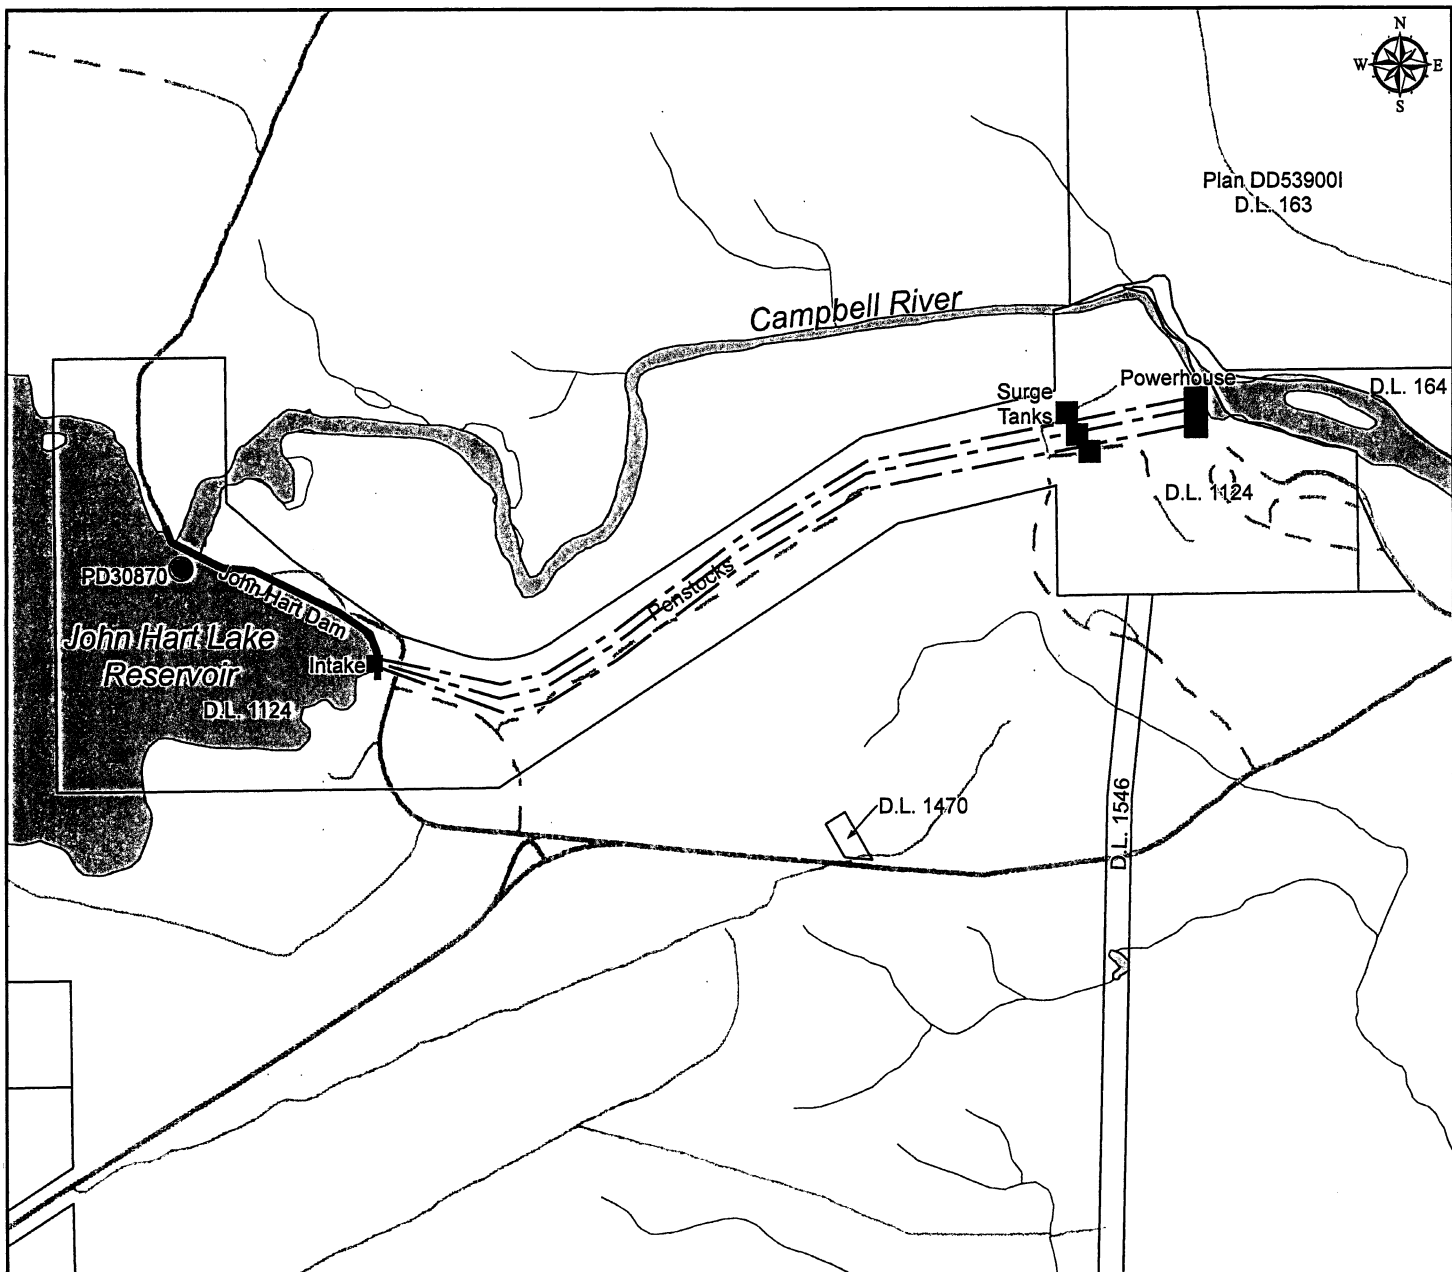 N
W E
S
Plan DD53900I
D.L. 163
Campbell River
Powerhouse
D.L. 164
Surge
Tanks
D.L. 1124
PD30870
John Hart Dam
Penstocks
John Hart Lake
Reservoir
Intake
D.L. 1124
D.L. 1470
D.L. 1546